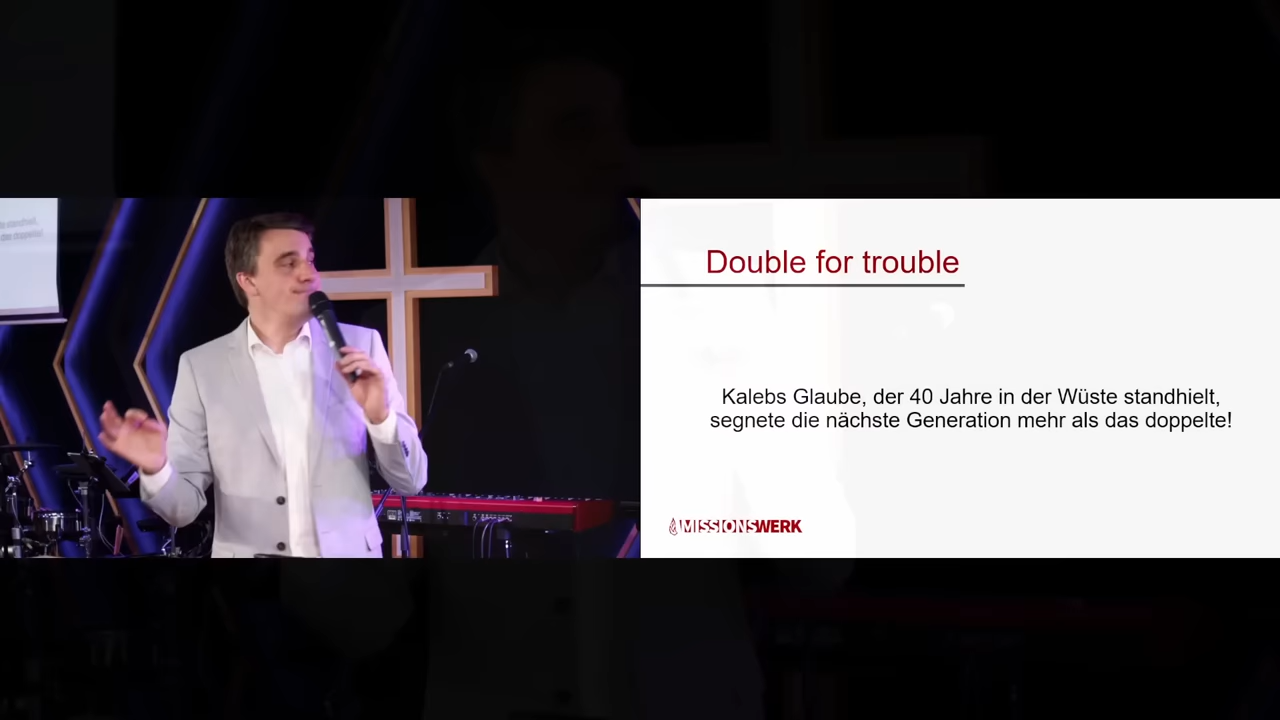 Double for trouble
Kalebs Glaube, der 40 Jahre in der Wüste standhielt,
segnete die nächste Generation mehr als das doppelte!
MISSIONSWERK